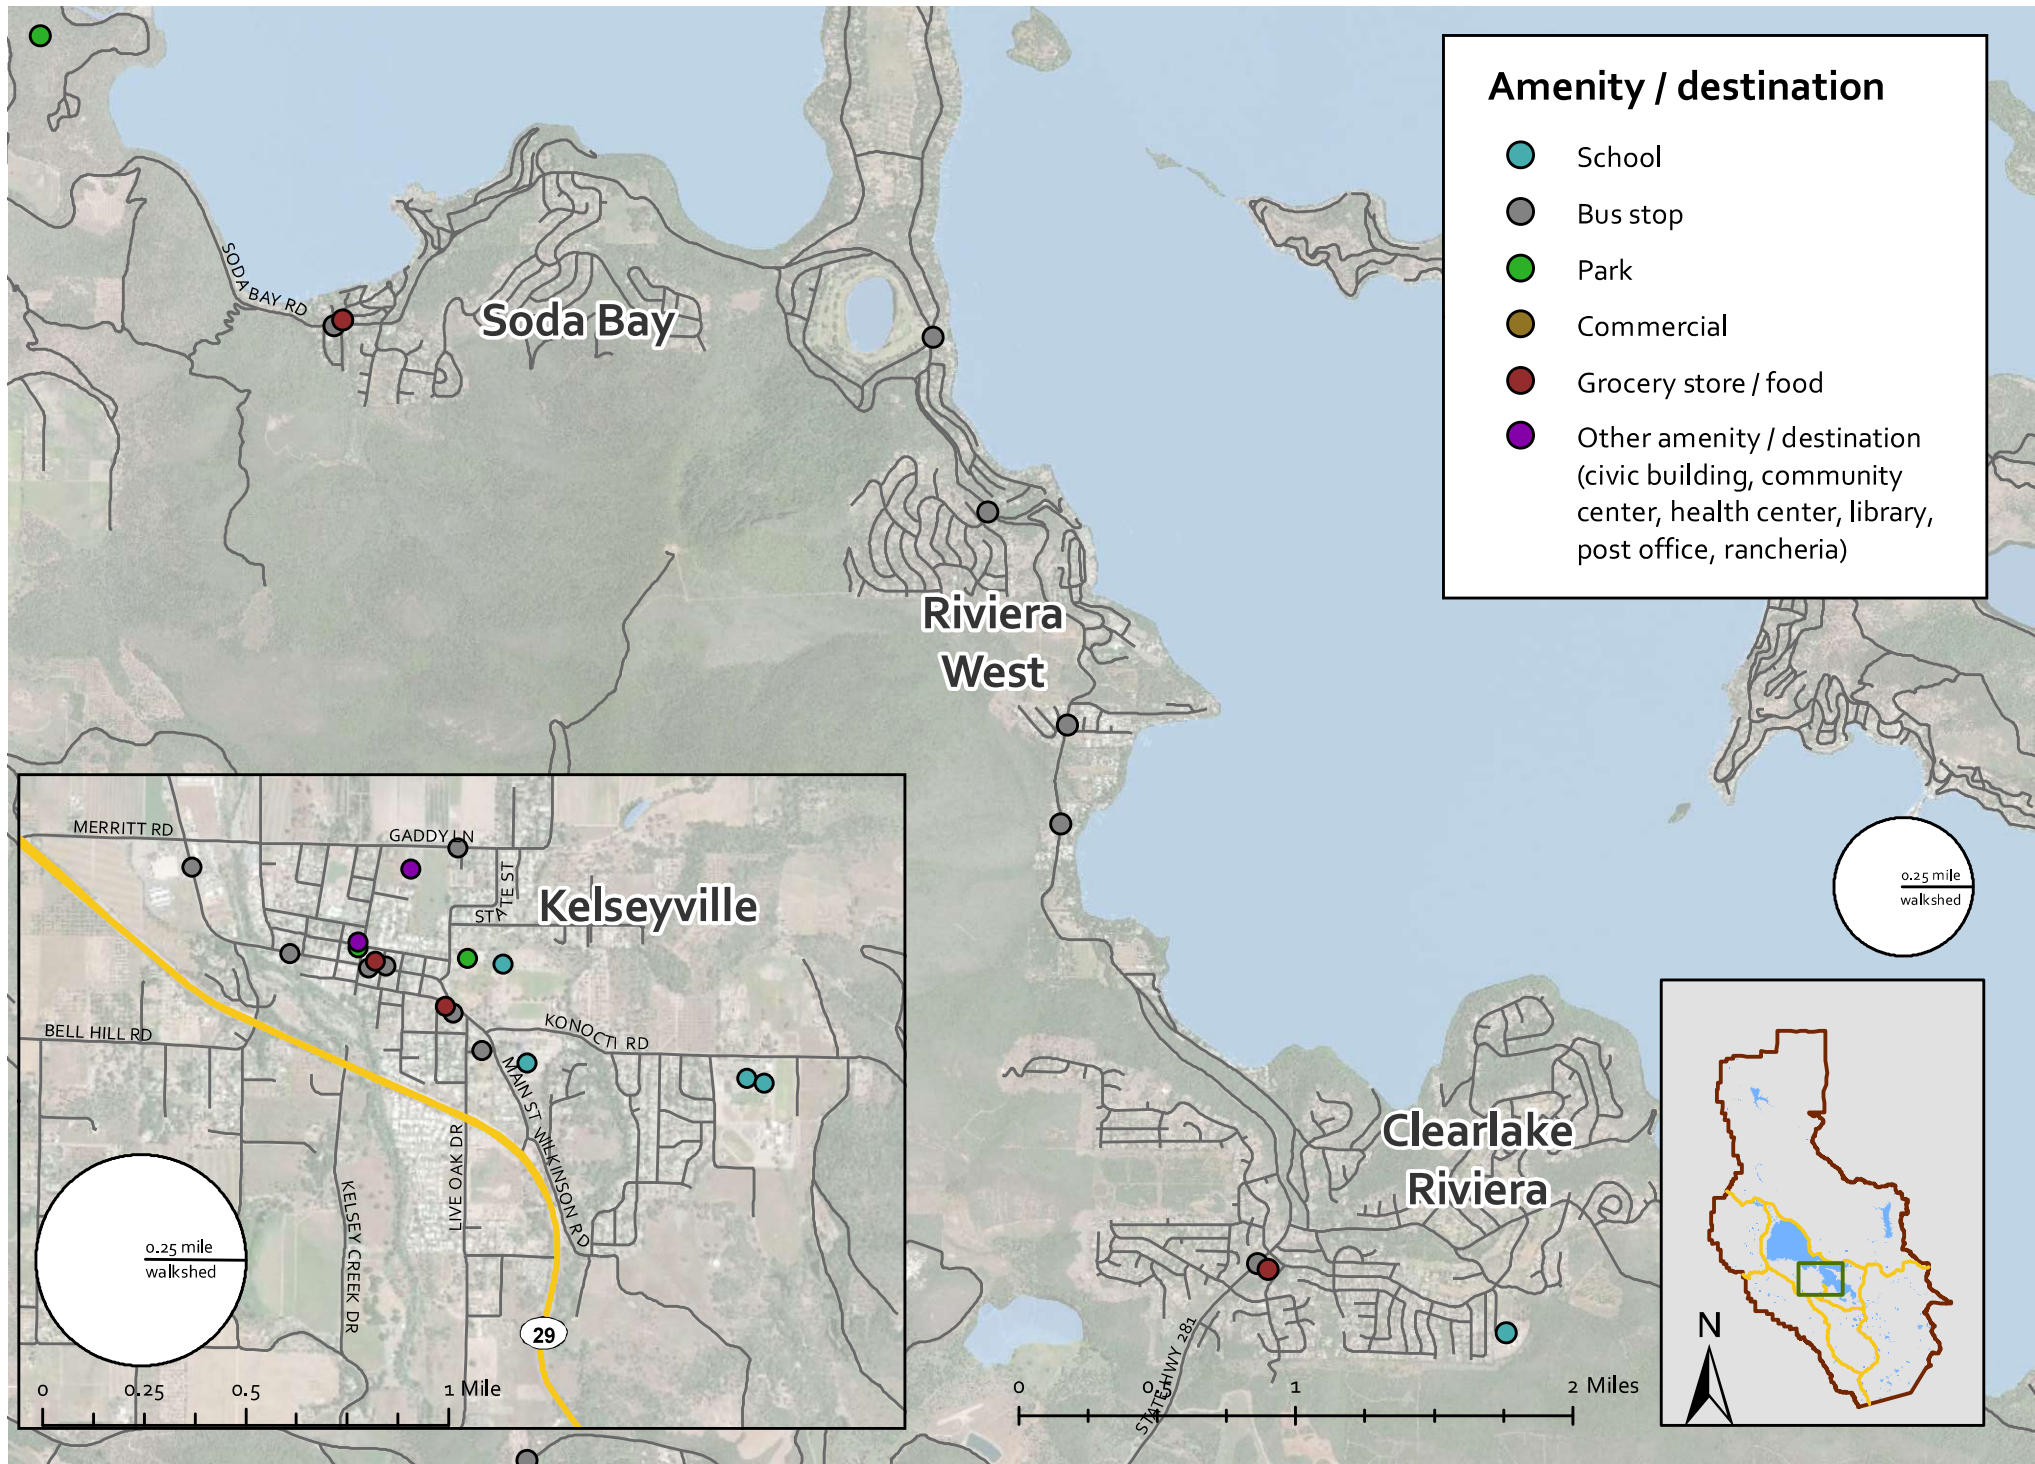 Amenity / destination
School
Bus stop
Park
Commercial
Grocery store / food
Other amenity / destination
(civic building, community
center, health center, library,
post office, rancheria)
SODA BAY RD
Soda Bay
Riviera
West
MERRITT RD
GADDY LN
STATE ST
STATE ST
Kelseyville
0.25 mile
walkshed
BELL HILL RD
KONOCTI RD
MAIN ST
WILKINSON RD
LIVE OAK DR
KELSEY CREEK DR
0.25 mile
walkshed
29
0 0.25 0.5 1 Mile
Clearlake
Riviera
STATE HWY 281
0 1 2 Miles
N